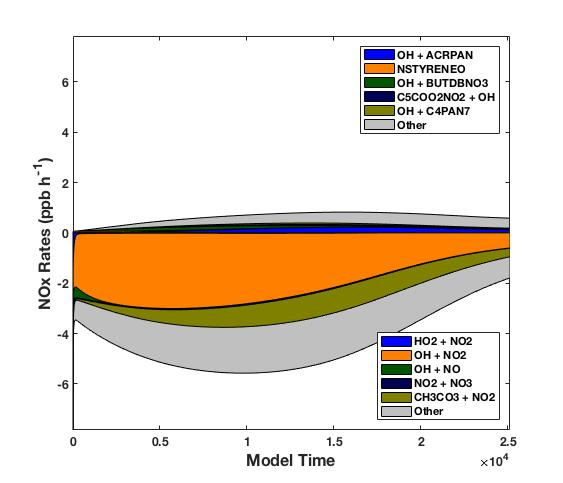 OH + ACRPAN
NSTYRENEO
OH + BUTDBNO3
C5COO2NO2 + OH
OH + C4PAN7
Other
6
4
2
0
-2
-4
-6
NOx Rates (ppb h-1)
HO2 + NO2
OH + NO2
OH + NO
NO2 + NO3
CH3CO3 + NO2
Other
0
0.5
1
1.5
2
2.5
Model Time
×10^4